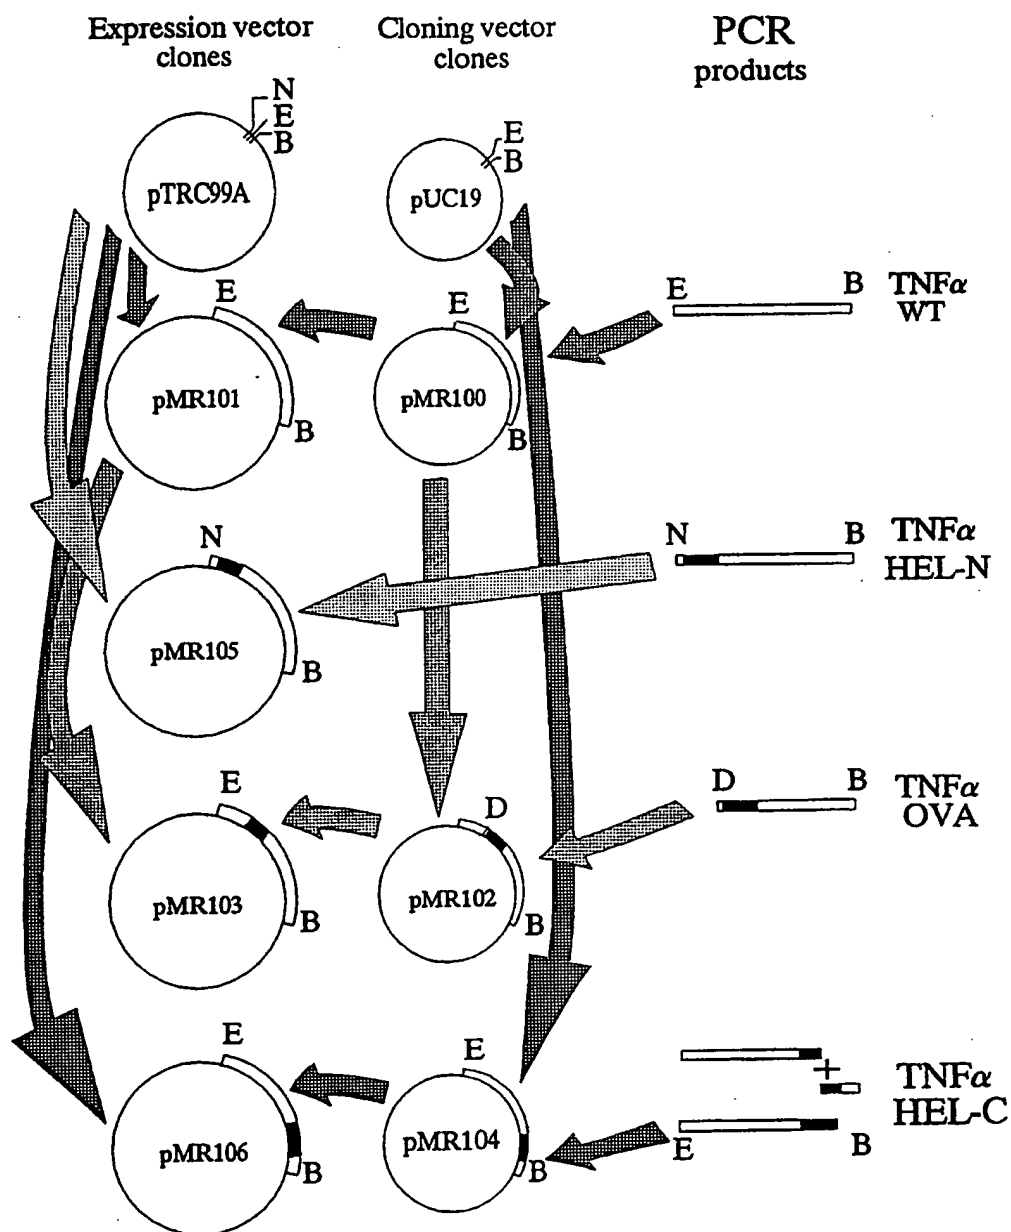 Expression vector
clones
Cloning vector
clones
PCR
products
N
E
B
pTRC99A
E
B
pUC19
E
B
pMR101
E
B
pMR100
E
B
TNFα
WT
N
B
pMR105
N
B
TNFα
HEL-N
E
B
pMR103
D
B
pMR102
D
B
TNFα
OVA
E
B
pMR106
E
B
pMR104
+
E
B
TNFα
HEL-C